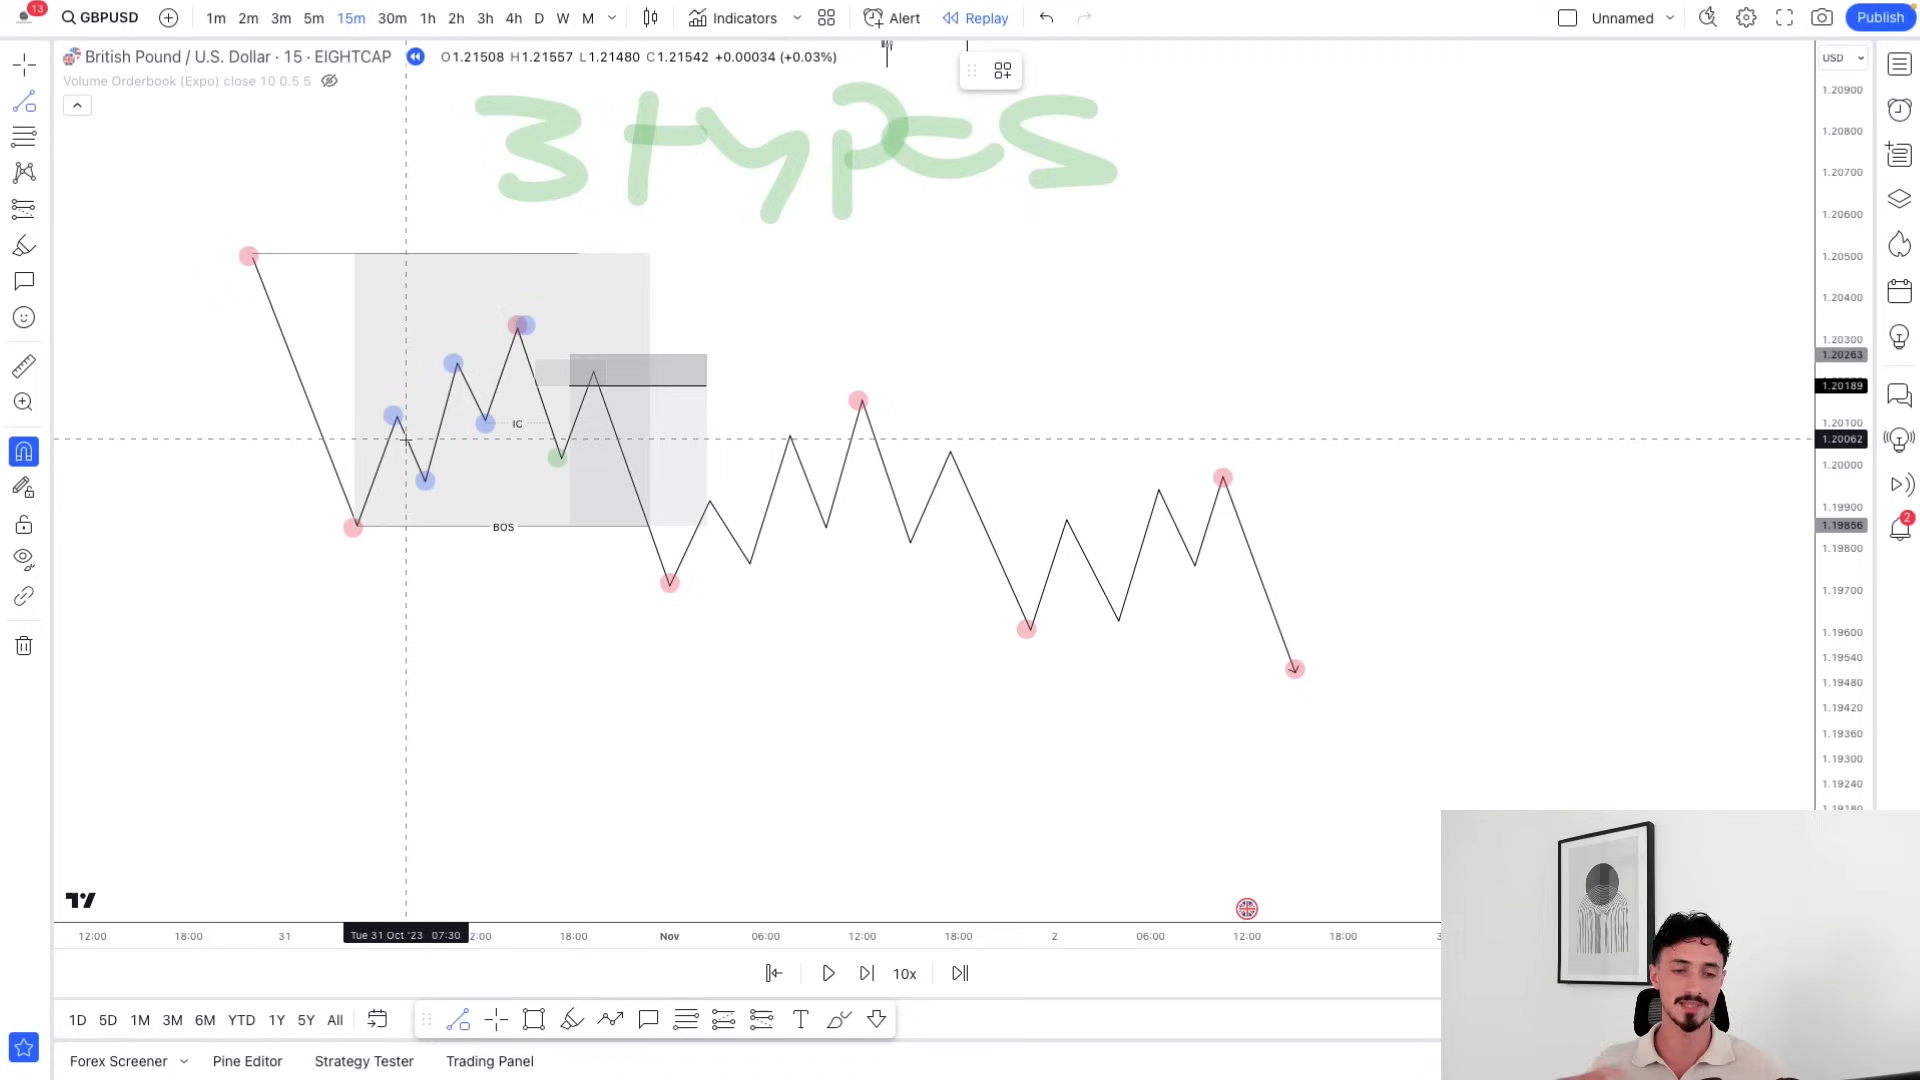 13
GBPUSD
1m 2m 3m 5m 15m 30m 1h 2h 3h 4h D W M
Indicators
Alert
Replay
Unnamed
Publish
British Pound / U.S. Dollar · 15 · EIGHTCAP
O1.21508 H1.21557 L1.21480 C1.21542 +0.00034 (+0.03%)
USD
Volume Orderbook (Expo) close 10 0.5 5
3 types
1.20900
1.20800
1.20700
1.20600
1.20500
1.20400
1.20300
1.20263
1.20189
1.20100
1.20062
1.20000
1.19900
1.19856
1.19800
1.19700
1.19600
1.19540
1.19480
1.19420
1.19360
1.19300
1.19240
IC
BOS
2
12:00 18:00 31 Tue 31 Oct '23 07:30 2:00 18:00 Nov 06:00 12:00 18:00 2 06:00 12:00 18:00
10x
1D 5D 1M 3M 6M YTD 1Y 5Y All
Forex Screener Pine Editor Strategy Tester Trading Panel